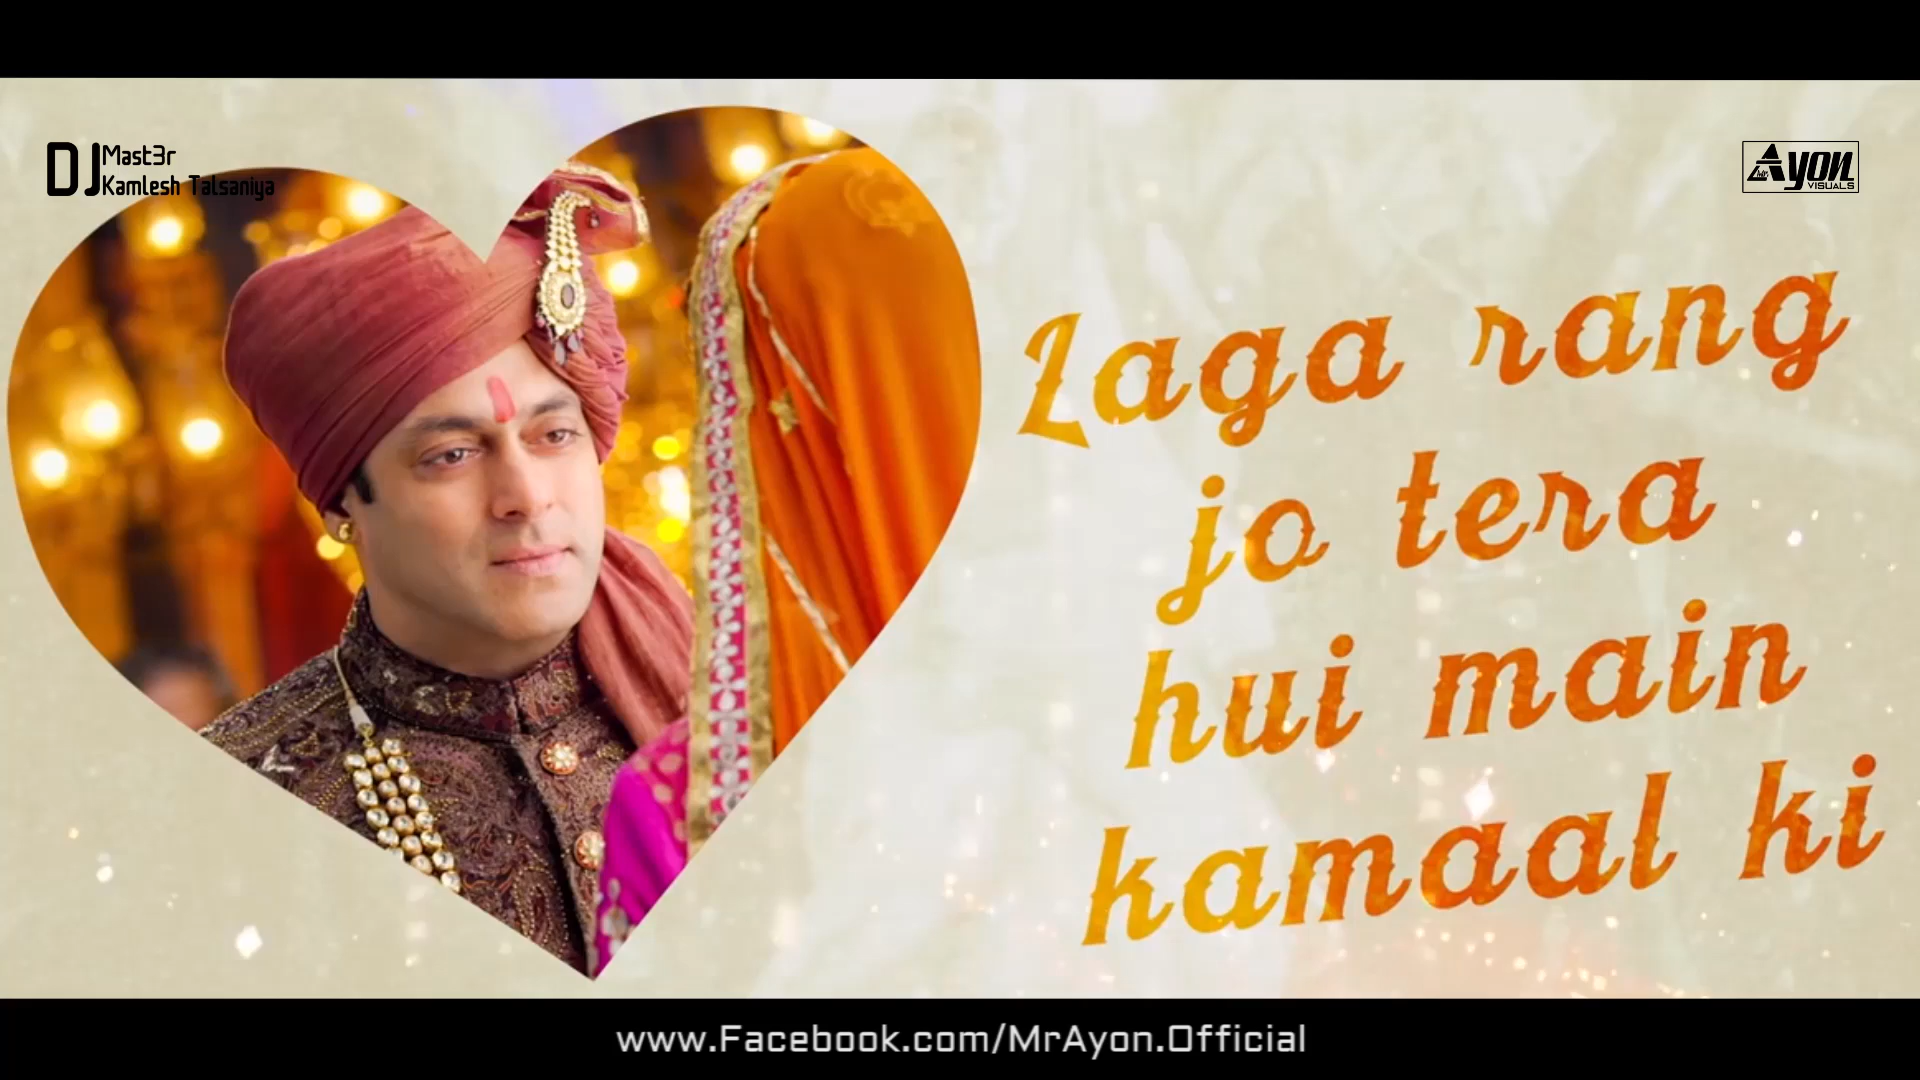 DJ Mast3r
Kamlesh Talsaniya
Mr. Ayon
VISUALS
Laga rang
jo tera
hui main
kamaal ki
www.Facebook.com/MrAyon.Official